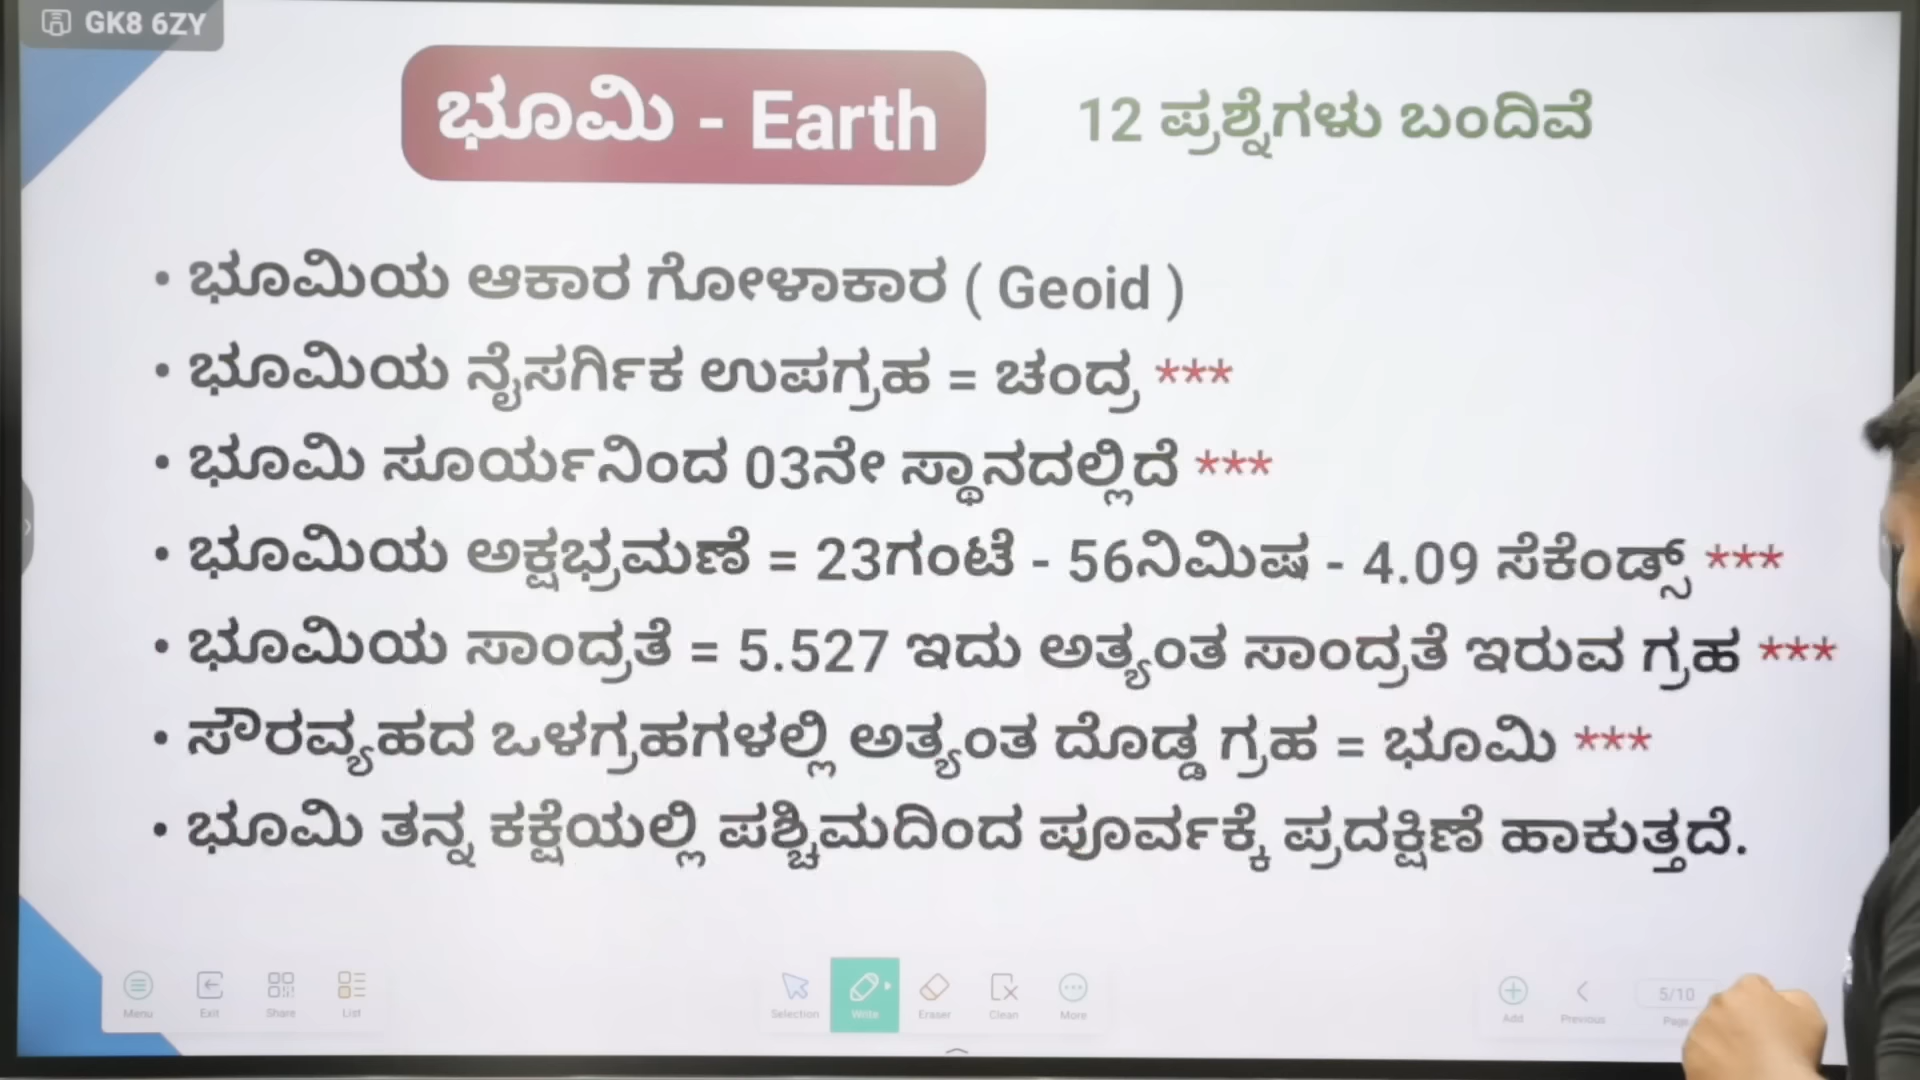 GK8 6ZY
ಭೂಮಿ - Earth
12 ಪ್ರಶ್ನೆಗಳು ಬಂದಿವೆ
• ಭೂಮಿಯ ಆಕಾರ ಗೋಳಾಕಾರ ( Geoid )
• ಭೂಮಿಯ ನೈಸರ್ಗಿಕ ಉಪಗ್ರಹ = ಚಂದ್ರ ***
• ಭೂಮಿ ಸೂರ್ಯನಿಂದ 03ನೇ ಸ್ಥಾನದಲ್ಲಿದೆ ***
• ಭೂಮಿಯ ಅಕ್ಷಭ್ರಮಣೆ = 23ಗಂಟೆ - 56ನಿಮಿಷ - 4.09 ಸೆಕೆಂಡ್ಸ್ ***
• ಭೂಮಿಯ ಸಾಂದ್ರತೆ = 5.527 ಇದು ಅತ್ಯಂತ ಸಾಂದ್ರತೆ ಇರುವ ಗ್ರಹ ***
• ಸೌರವ್ಯಹದ ಒಳಗ್ರಹಗಳಲ್ಲಿ ಅತ್ಯಂತ ದೊಡ್ಡ ಗ್ರಹ = ಭೂಮಿ ***
• ಭೂಮಿ ತನ್ನ ಕಕ್ಷೆಯಲ್ಲಿ ಪಶ್ಚಿಮದಿಂದ ಪೂರ್ವಕ್ಕೆ ಪ್ರದಕ್ಷಿಣೆ ಹಾಕುತ್ತದೆ.
Menu Exit Share List Selection Write Eraser Clean More Add Previous 5/10 Page